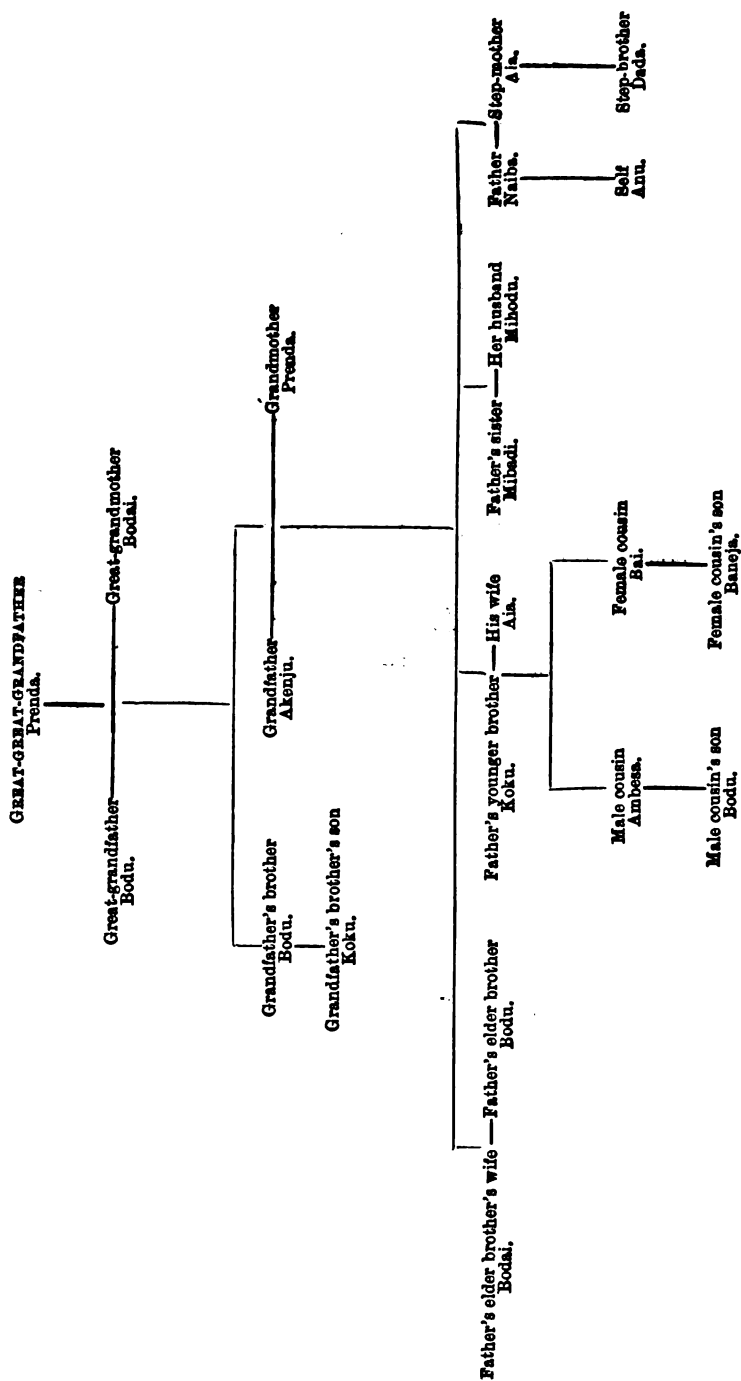 GREAT-GREAT-GRANDFATHER
Prenda.
Great-grandfather
Bodu.
Great-grandmother
Bodai.
Grandfather's brother
Bodu.
Grandfather
Akenju.
Grandmother
Prenda.
Grandfather's brother's son
Koku.
Father's elder brother's wife
Bodai.
Father's elder brother
Bodu.
Father's younger brother
Koku.
His wife
Aia.
Father's sister
Mibadi.
Her husband
Mihodu.
Father
Naiba.
Step-mother
Aia.
Male cousin
Ambesa.
Female cousin
Bai.
Self
Anu.
Step-brother
Dada.
Male cousin's son
Bodu.
Female cousin's son
Baneja.